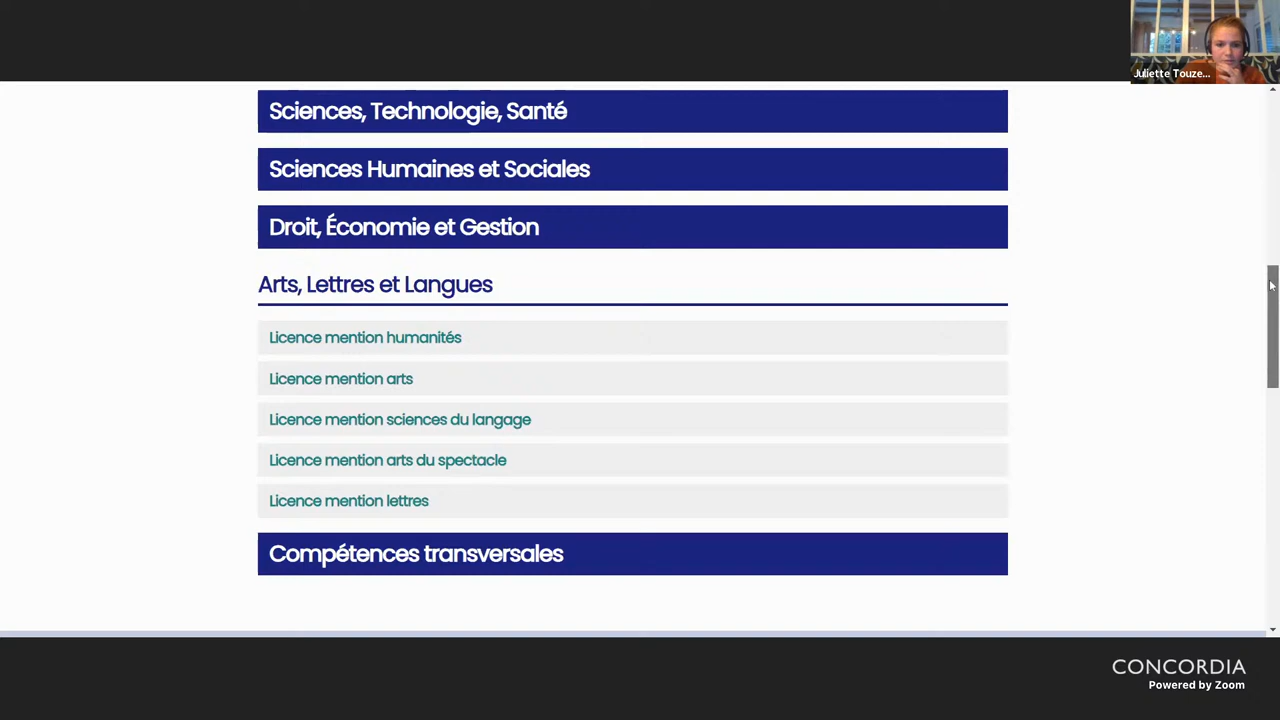 Juliette Touze...
Sciences, Technologie, Santé
Sciences Humaines et Sociales
Droit, Économie et Gestion
Arts, Lettres et Langues
Licence mention humanités
Licence mention arts
Licence mention sciences du langage
Licence mention arts du spectacle
Licence mention lettres
Compétences transversales
CONCORDIA
Powered by Zoom